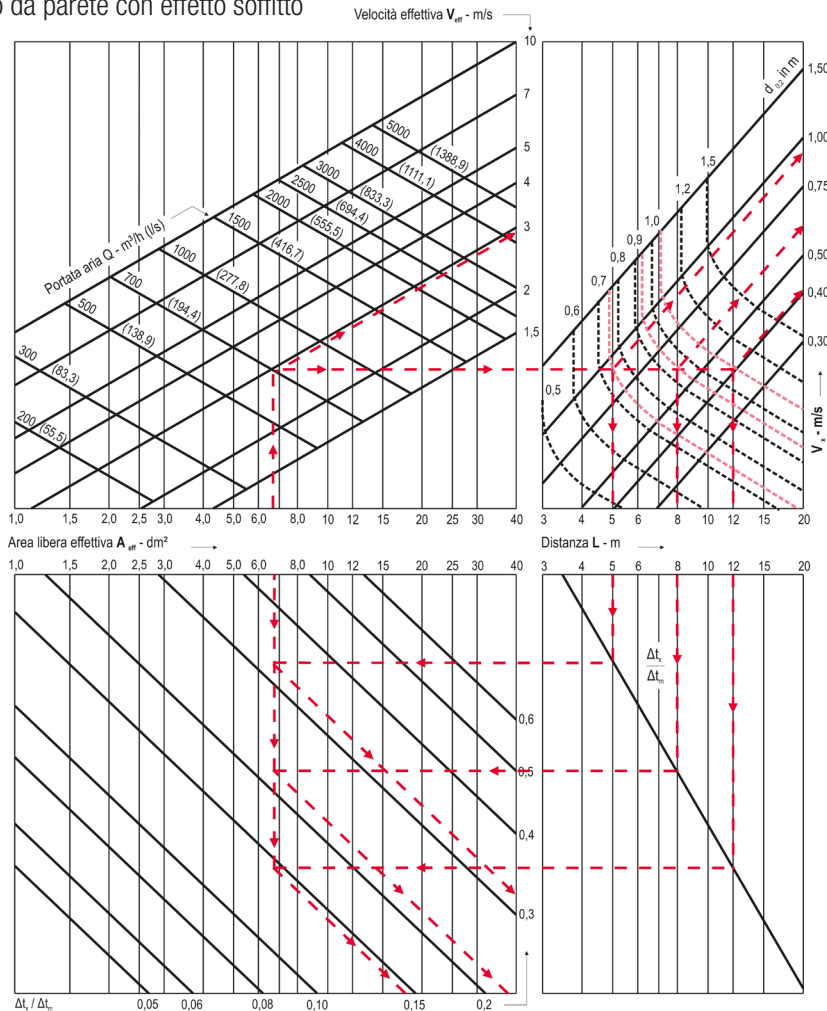 o da parete con effetto soffitto
Velocità effettiva V eff - m/s
10
7
5
4
3
2
1,5
Portata aria Q - m³/h (l/s)
5000 (1388,9)
4000 (1111,1)
3000 (833,3)
2500 (694,4)
2000 (555,5)
1500 (416,7)
1000 (277,8)
700 (194,4)
500 (138,9)
300 (83,3)
200 (55,5)
d 0,2 in m
1,5
1,2
1,0
0,9
0,8
0,7
0,6
0,5
1,50
1,00
0,75
0,50
0,40
0,30
V x - m/s
1,0 1,5 2,0 2,5 3,0 4,0 5,0 6,0 8,0 10 12 15 20 25 30 40
3 4 5 6 8 10 12 15 20
Area libera effettiva A eff - dm²
Distanza L - m
1,0 1,5 2,0 2,5 3,0 4,0 5,0 6,0 8,0 10 12 15 20 25 30 40
3 4 5 6 8 10 12 15 20
Δtx
Δtm
0,6
0,5
0,4
0,3
Δtx / Δtm 0,05 0,06 0,08 0,10 0,15 0,2